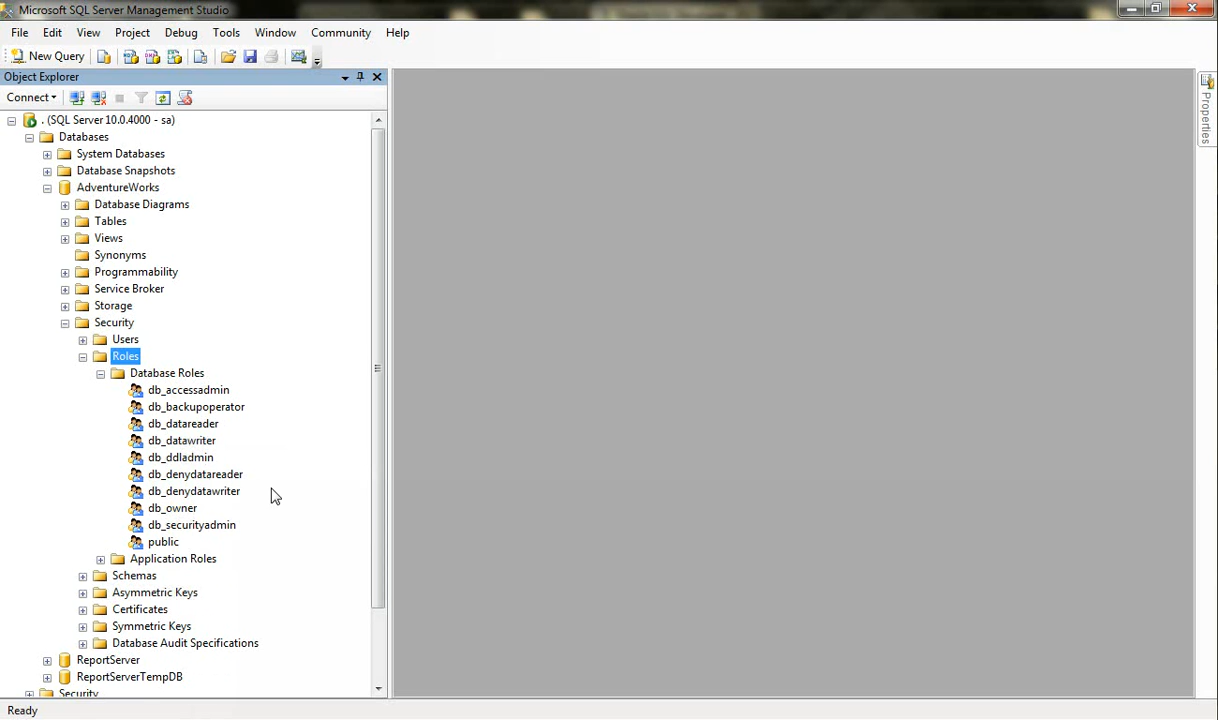 Microsoft SQL Server Management Studio
File Edit View Project Debug Tools Window Community Help
New Query
Object Explorer
Connect
. (SQL Server 10.0.4000 - sa)
Databases
System Databases
Database Snapshots
AdventureWorks
Database Diagrams
Tables
Views
Synonyms
Programmability
Service Broker
Storage
Security
Users
Roles
Database Roles
db_accessadmin
db_backupoperator
db_datareader
db_datawriter
db_ddladmin
db_denydatareader
db_denydatawriter
db_owner
db_securityadmin
public
Application Roles
Schemas
Asymmetric Keys
Certificates
Symmetric Keys
Database Audit Specifications
ReportServer
ReportServerTempDB
Security
Ready
Properties